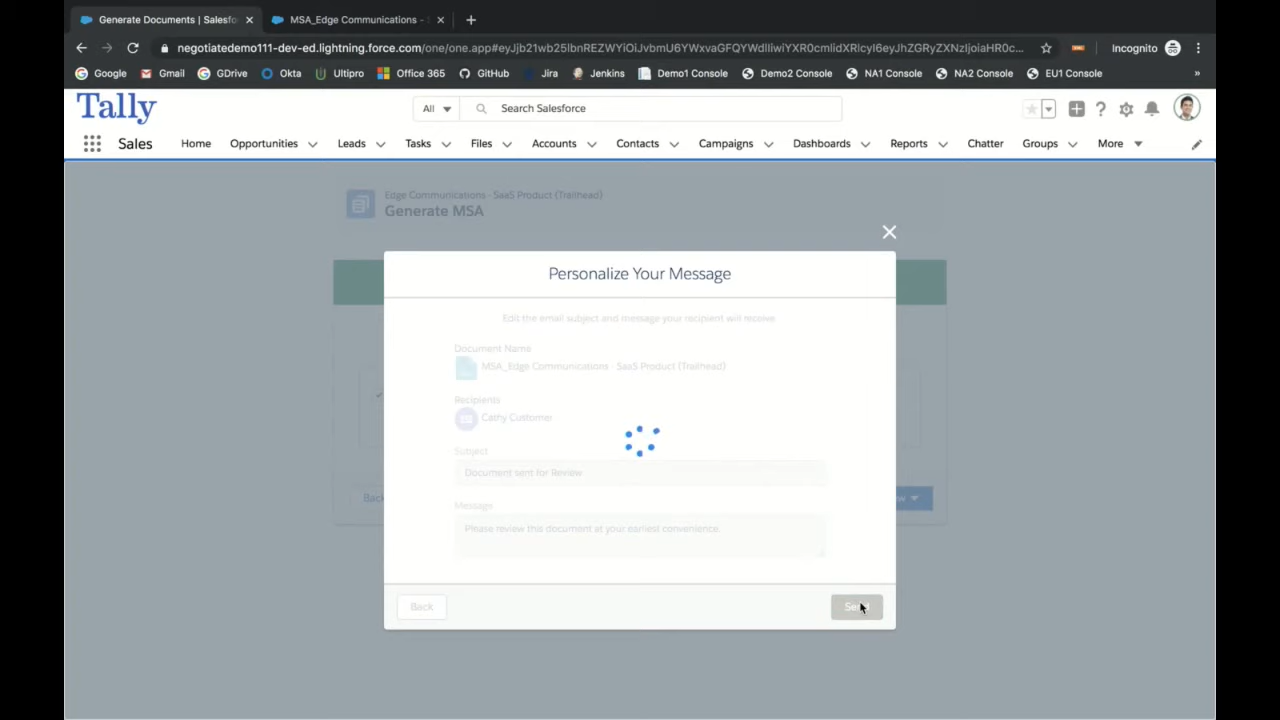 Generate Documents | Salesfo
MSA_Edge Communications - S
negotiatedemo111-dev-ed.lightning.force.com/one/one.app#eyJjb21wb25lbnREZWYiOiJvbmU6YWxvaGFQYWdlIiwiYXR0cmlidXRlcyI6eyJhZGRyZXNzIjoiaHR0c...
Incognito
Google
Gmail
GDrive
Okta
Ultipro
Office 365
GitHub
Jira
Jenkins
Demo1 Console
Demo2 Console
NA1 Console
NA2 Console
EU1 Console
»
Tally
All
Search Salesforce
Sales
Home
Opportunities
Leads
Tasks
Files
Accounts
Contacts
Campaigns
Dashboards
Reports
Chatter
Groups
More
Edge Communications - SaaS Product (Trailhead)
Generate MSA
Personalize Your Message
Edit the email subject and message your recipient will receive
Document Name
MSA_Edge Communications - SaaS Product (Trailhead)
Recipients
Cathy Customer
Subject
Document sent for Review
Message
Please review this document at your earliest convenience.
Back
Back
Send